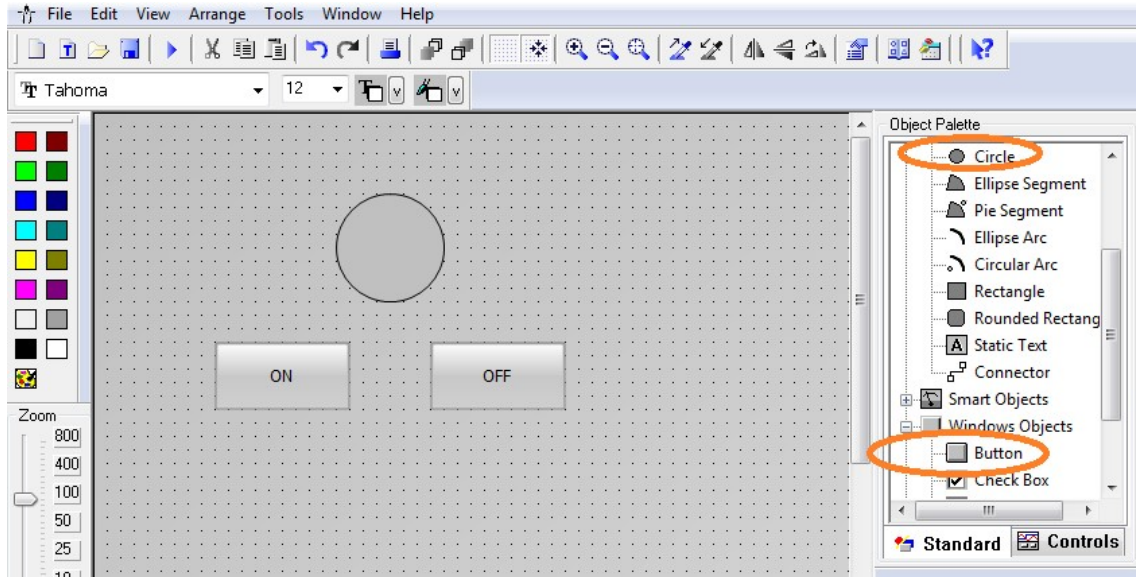 File Edit View Arrange Tools Window Help
Tahoma 12
Object Palette
Circle
Ellipse Segment
Pie Segment
Ellipse Arc
Circular Arc
Rectangle
Rounded Rectang
A Static Text
Connector
Smart Objects
Windows Objects
Button
Check Box
Standard Controls
ON OFF
Zoom
800
400
100
50
25